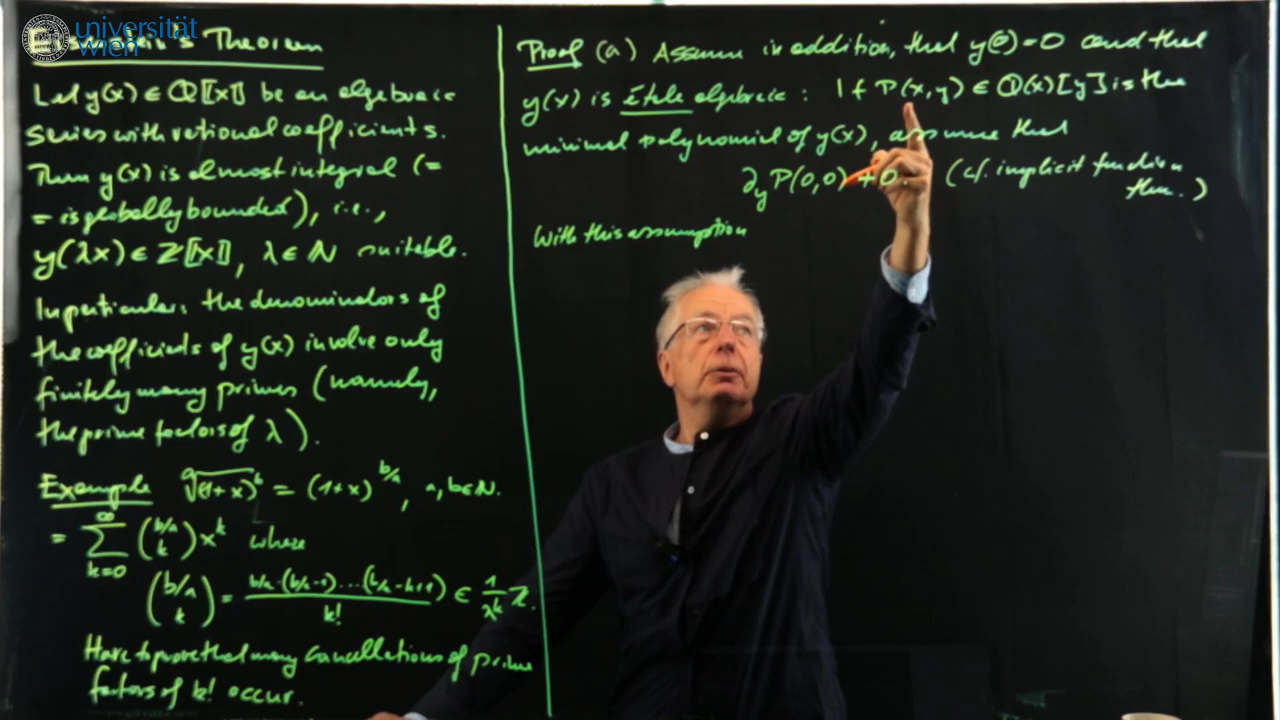 universität
wien
Eisenstein's Theorem
Let y(x) ∈ ℚ[[x]] be an algebraic
series with rational coefficients.
Then y(x) is almost integral (=
= is globally bounded), i.e.,
y(λx) ∈ ℤ[[x]], λ ∈ ℕ suitable.
In particular: the denominators of
the coefficients of y(x) involve only
finitely many primes (namely,
the prime factors of λ).
Example ᵃ√(1+x)ᵇ = (1+x)^{b/a}, a, b ∈ ℕ.
= ∑_{k=0}^{∞} (b/a k) x^k where
(b/a k) = b/a·(b/a-1)...(b/a-k+1) / k! ∈ 1/λ^k ℤ.
Have to prove that many cancellations of prime
factors of k! occur.
Proof (a) Assume in addition, that y(0)=0 and that
y(x) is étale algebraic: If P(x,y) ∈ ℚ(x)[y] is the
minimal polynomial of y(x), assume that
∂_y P(0,0) ≠ 0 (cf. implicit function
thm.)
With this assumption